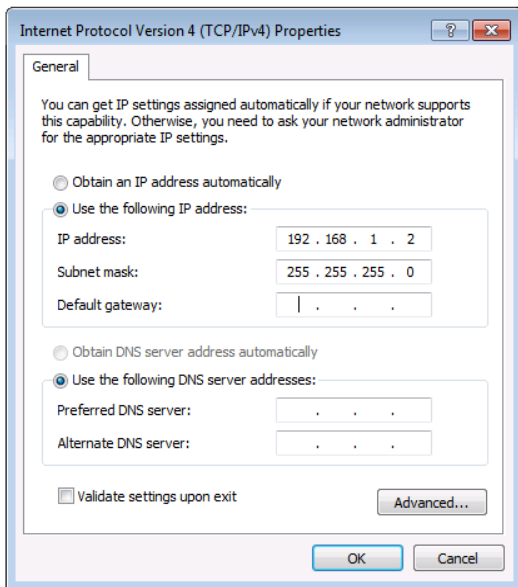 Internet Protocol Version 4 (TCP/IPv4) Properties
?
General
You can get IP settings assigned automatically if your network supports
this capability. Otherwise, you need to ask your network administrator
for the appropriate IP settings.
Obtain an IP address automatically
Use the following IP address:
IP address: 192 . 168 . 1 . 2
Subnet mask: 255 . 255 . 255 . 0
Default gateway: . . .
Obtain DNS server address automatically
Use the following DNS server addresses:
Preferred DNS server: . . .
Alternate DNS server: . . .
Validate settings upon exit
Advanced...
OK Cancel